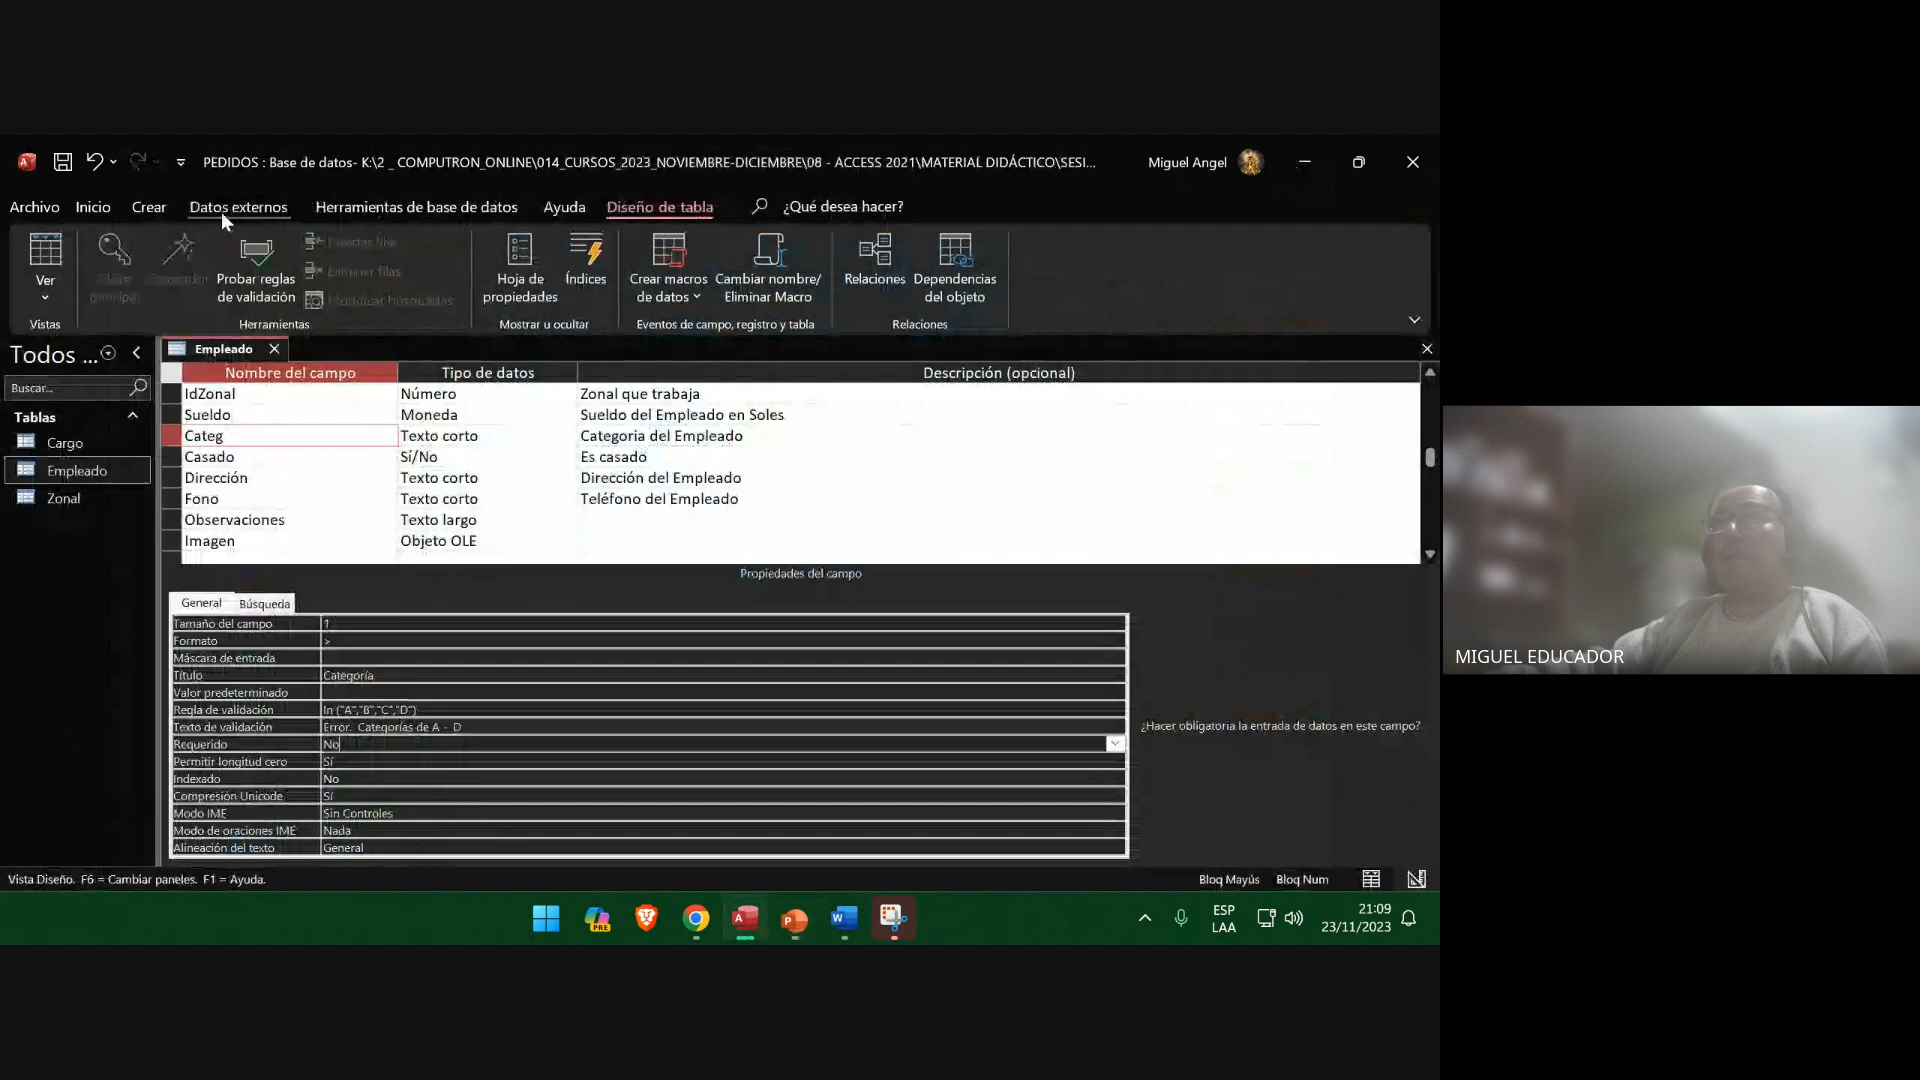 PEDIDOS : Base de datos- K:\2 _ COMPUTRON_ONLINE\014_CURSOS_2023_NOVIEMBRE-DICIEMBRE\08 - ACCESS 2021\MATERIAL DIDÁCTICO\SESI...
Miguel Angel
Archivo Inicio Crear Datos externos Herramientas de base de datos Ayuda Diseño de tabla ¿Qué desea hacer?
Insertar filas
Eliminar filas
Ver
Clave principal
Probar reglas de validación
Modificar búsquedas
Hoja de propiedades
Índices
Crear macros de datos
Cambiar nombre/ Eliminar Macro
Relaciones
Dependencias del objeto
Vistas
Herramientas
Mostrar u ocultar
Eventos de campo, registro y tabla
Relaciones
Todos ...
Buscar...
Tablas
Cargo
Empleado
Zonal
Empleado
Nombre del campo Tipo de datos Descripción (opcional)
IdZonal Número Zonal que trabaja
Sueldo Moneda Sueldo del Empleado en Soles
Categ Texto corto Categoria del Empleado
Casado Sí/No Es casado
Dirección Texto corto Dirección del Empleado
Fono Texto corto Teléfono del Empleado
Observaciones Texto largo
Imagen Objeto OLE
Propiedades del campo
General Búsqueda
Tamaño del campo 1
Formato >
Máscara de entrada
Título Categoría
Valor predeterminado
Regla de validación In ("A","B","C","D")
Texto de validación Error. Categorías de A - D
Requerido No
Permitir longitud cero Sí
Indexado No
Compresión Unicode Sí
Modo IME Sin Controles
Modo de oraciones IME Nada
Alineación del texto General
¿Hacer obligatoria la entrada de datos en este campo?
Vista Diseño. F6 = Cambiar paneles. F1 = Ayuda.
Bloq Mayús Bloq Num
PRE
ESP
LAA
21:09
23/11/2023
MIGUEL EDUCADOR